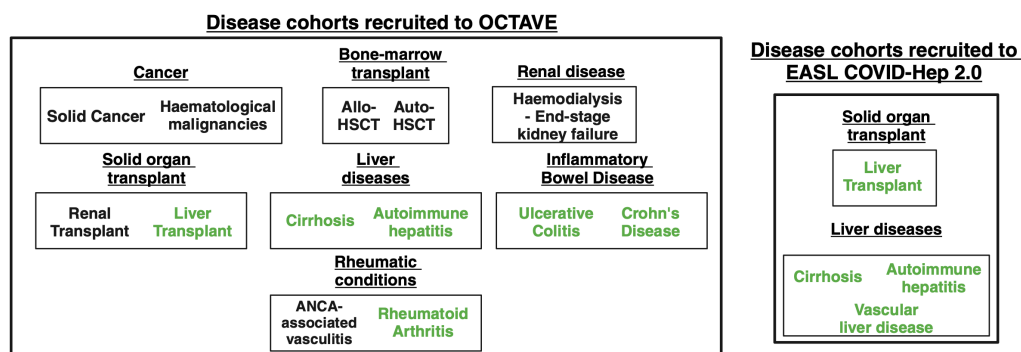 Disease cohorts recruited to OCTAVE
Cancer
Solid Cancer
Haematological
malignancies
Bone-marrow
transplant
Allo-
HSCT
Auto-
HSCT
Renal disease
Haemodialysis
- End-stage
kidney failure
Solid organ
transplant
Renal
Transplant
Liver
Transplant
Liver
diseases
Cirrhosis
Autoimmune
hepatitis
Inflammatory
Bowel Disease
Ulcerative
Colitis
Crohn's
Disease
Rheumatic
conditions
ANCA-
associated
vasculitis
Rheumatoid
Arthritis
Disease cohorts recruited to
EASL COVID-Hep 2.0
Solid organ
transplant
Liver
Transplant
Liver diseases
Cirrhosis
Autoimmune
hepatitis
Vascular
liver disease